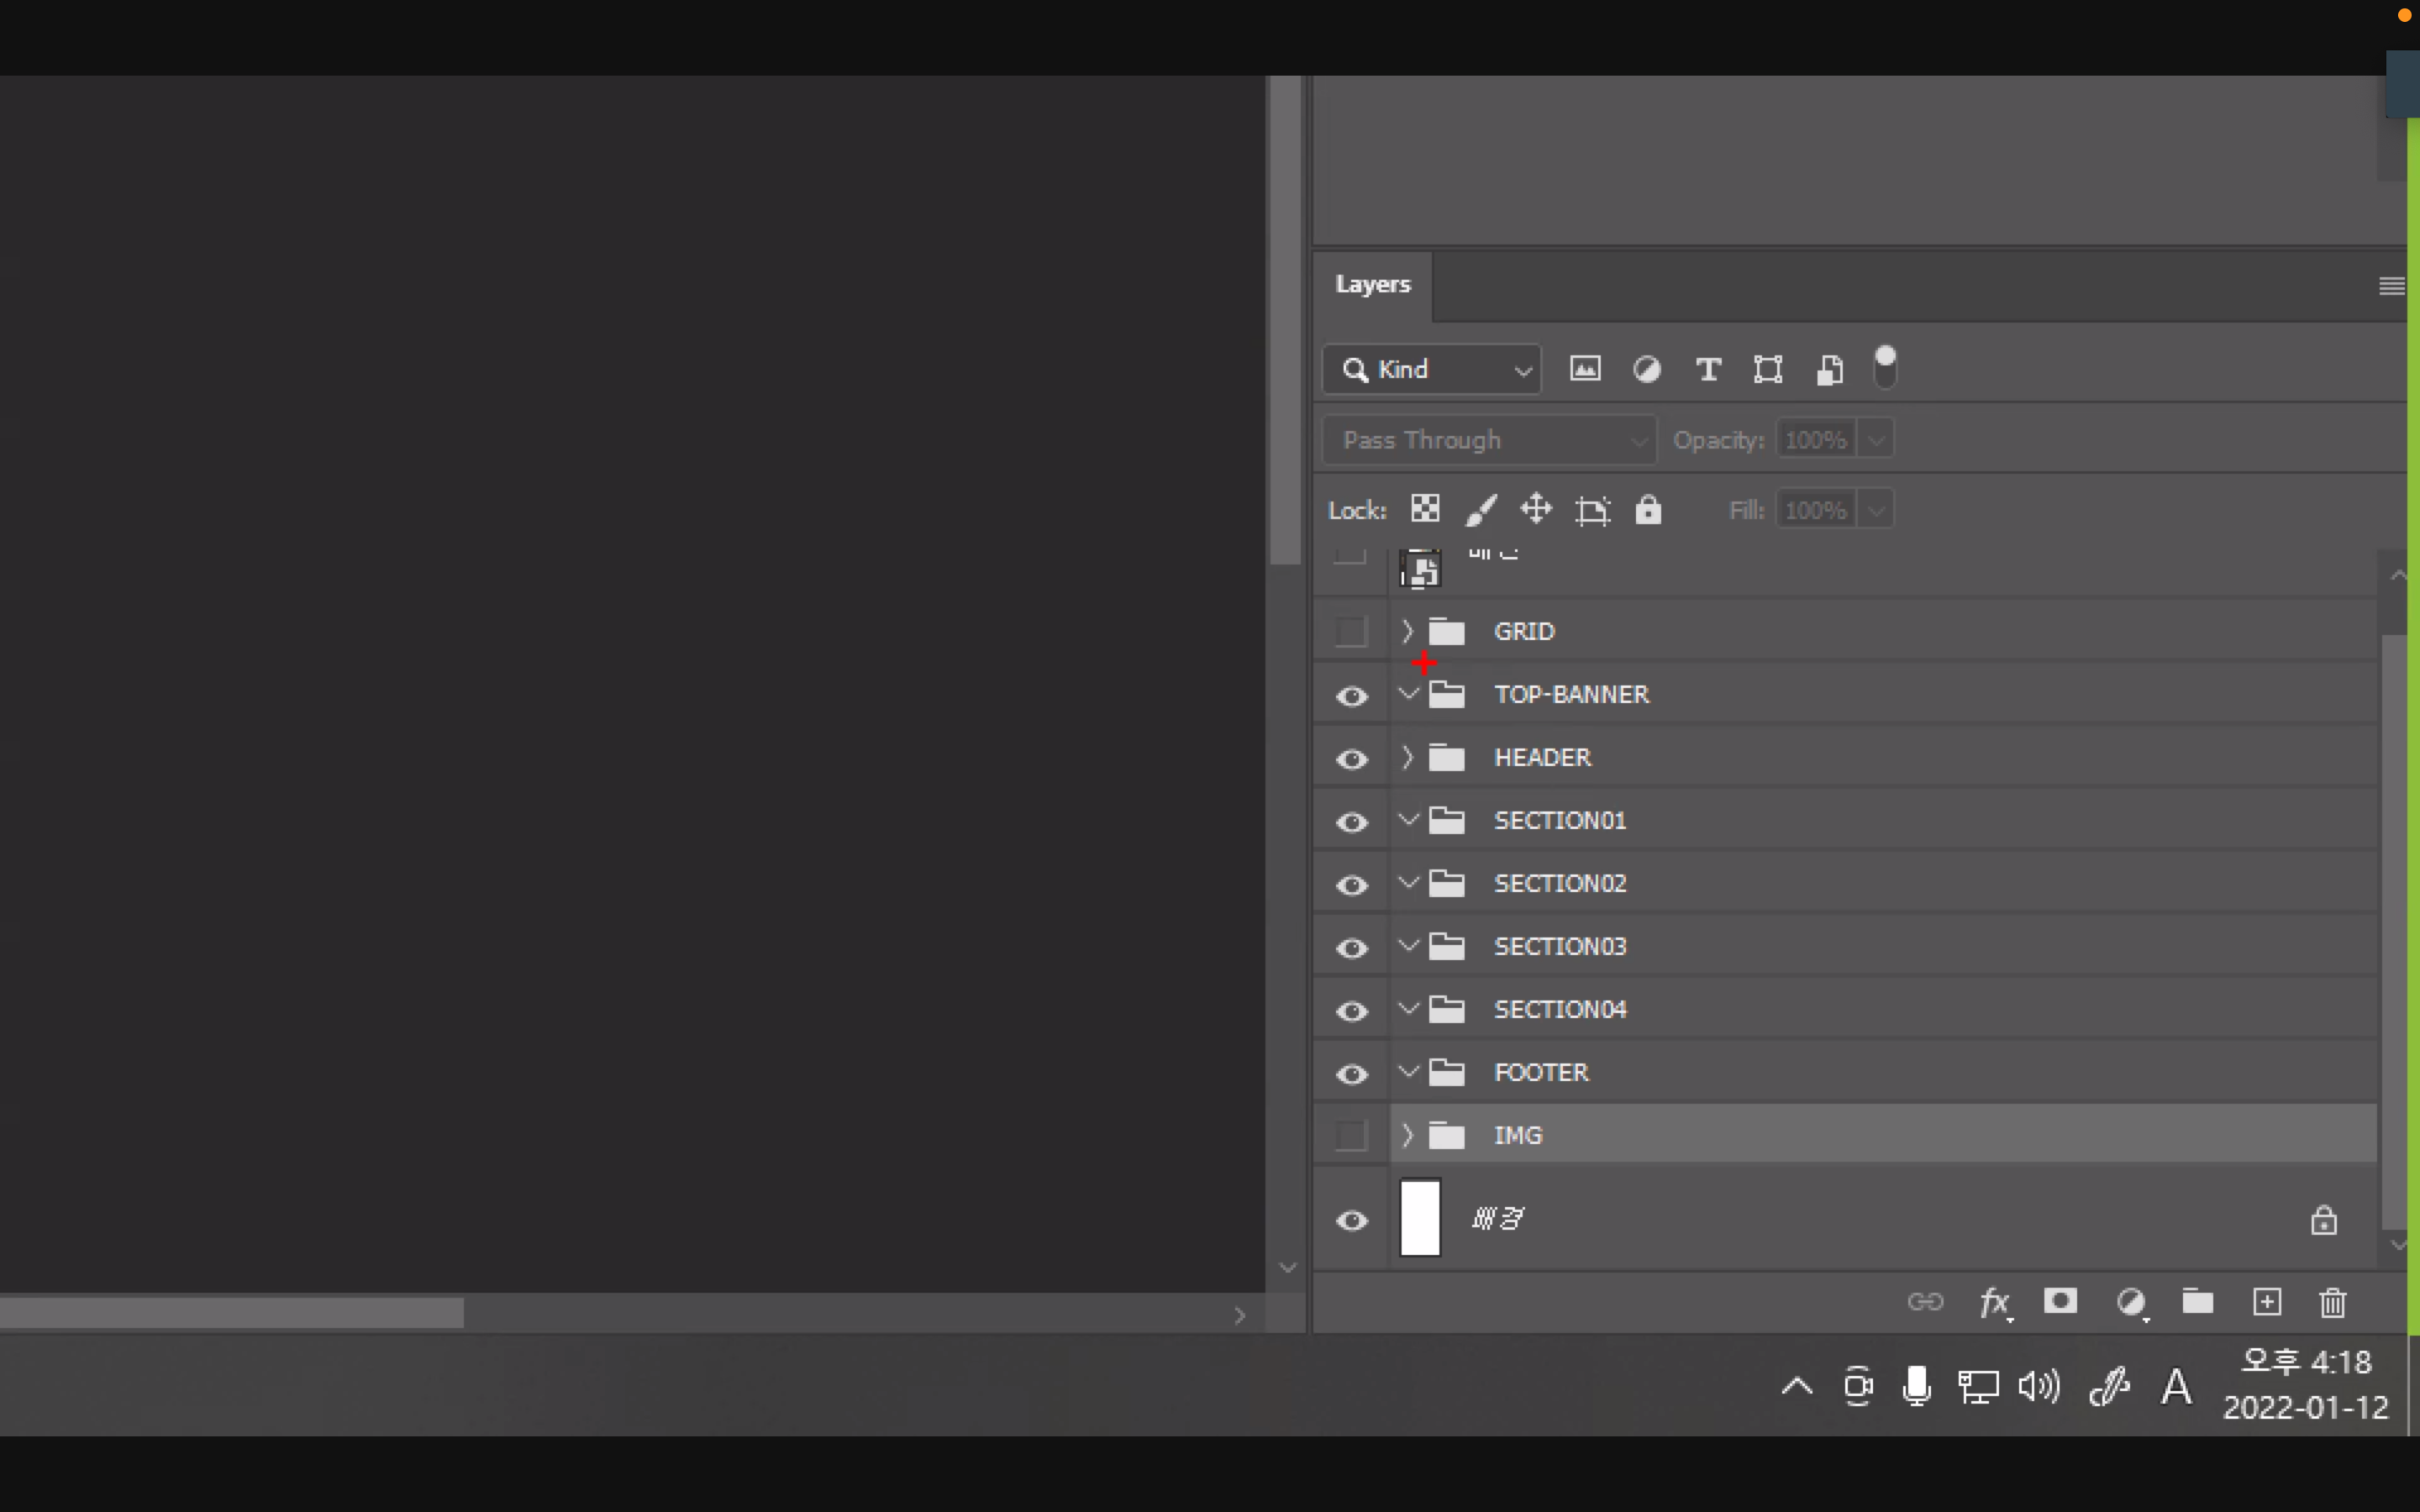 Layers
Kind
Pass Through
Opacity: 100%
Lock:
Fill: 100%
GRID
TOP-BANNER
HEADER
SECTION01
SECTION02
SECTION03
SECTION04
FOOTER
IMG
배경
fx
A
오후 4:18
2022-01-12